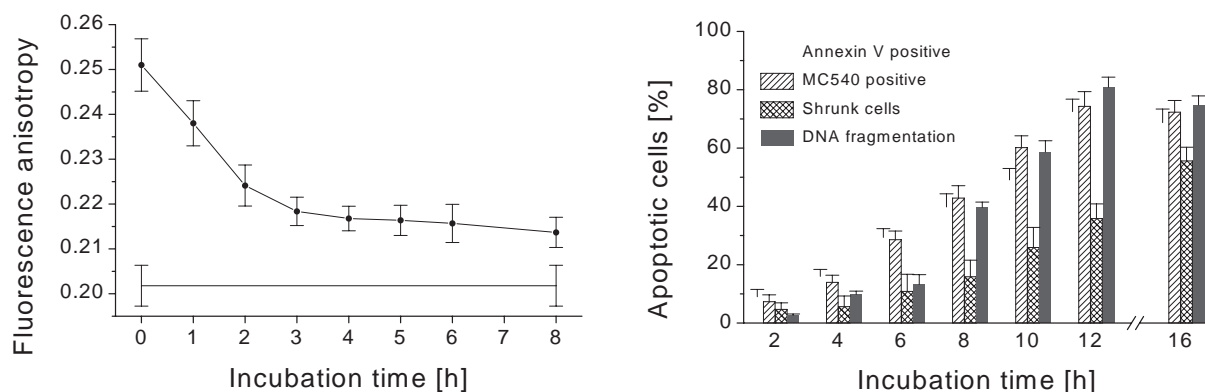 0.26
0.25
0.24
0.23
0.22
0.21
0.20
Fluorescence anisotropy
0 1 2 3 4 5 6 7 8
Incubation time [h]
100
80
60
40
20
0
Apoptotic cells [%]
Annexin V positive
MC540 positive
Shrunk cells
DNA fragmentation
2 4 6 8 10 12 16
Incubation time [h]